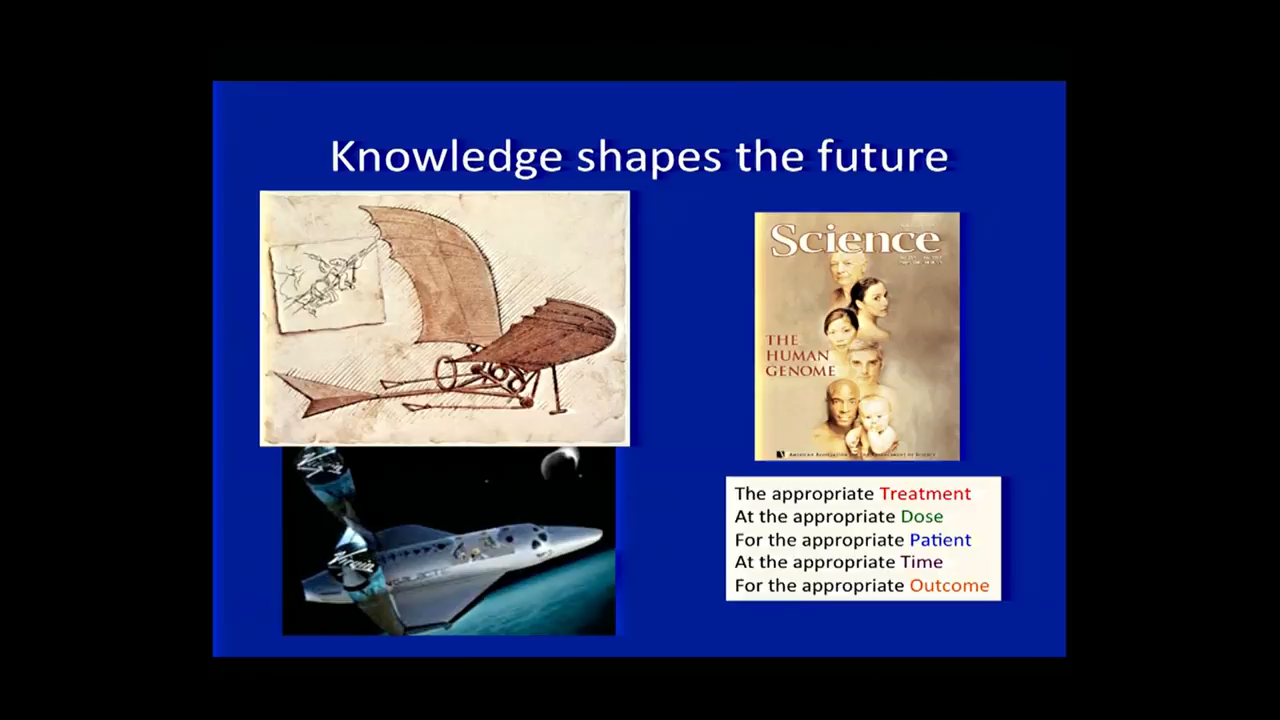 Knowledge shapes the future
Science
THE
HUMAN
GENOME
The appropriate Treatment
At the appropriate Dose
For the appropriate Patient
At the appropriate Time
For the appropriate Outcome